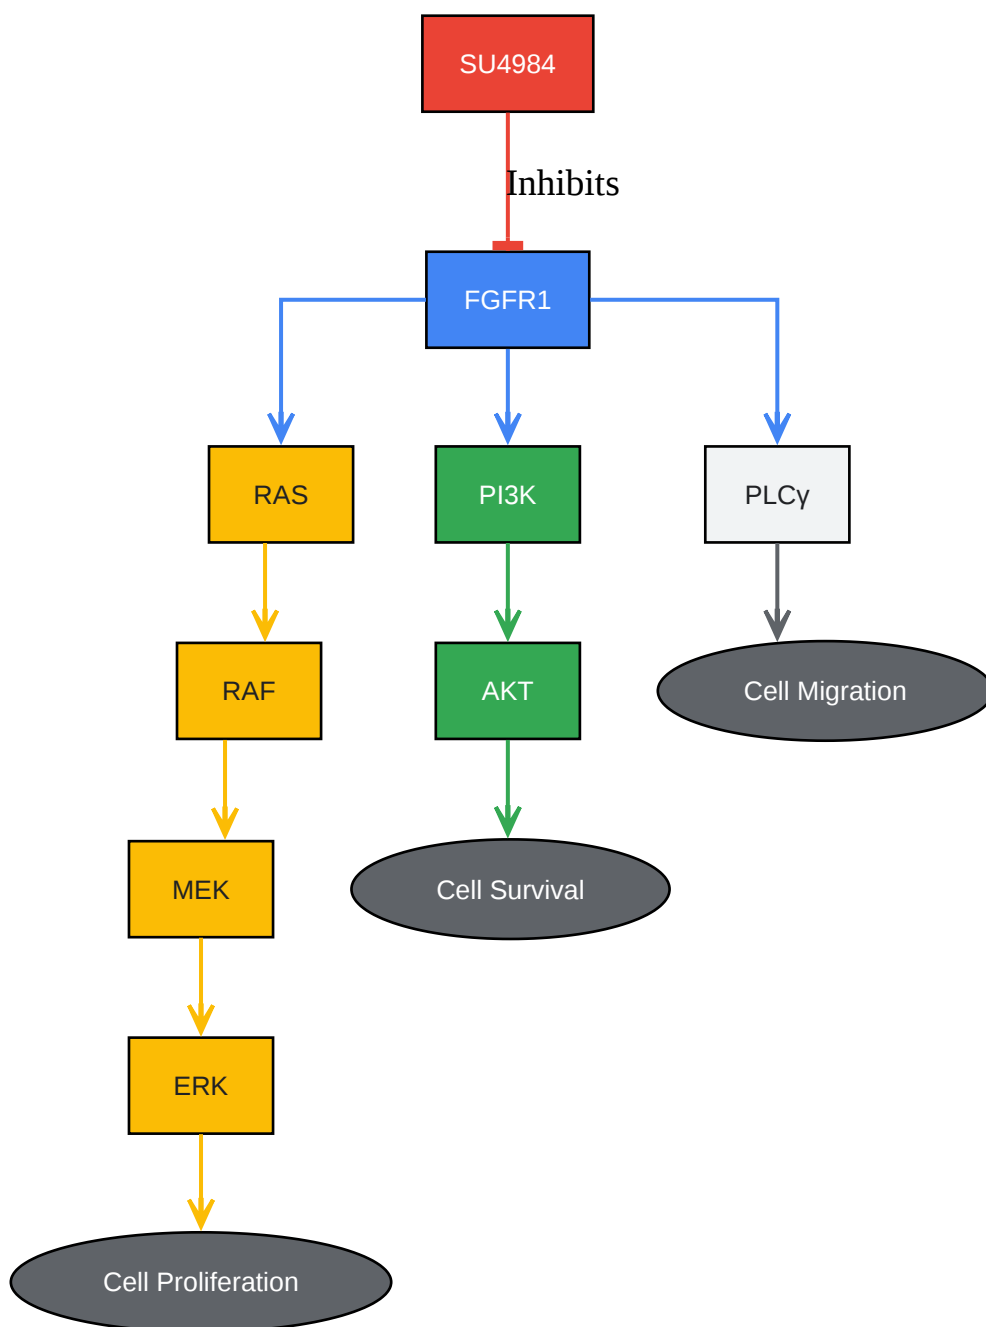 SU4984
Inhibits
FGFR1
RAS
PI3K
PLCγ
RAF
AKT
Cell Migration
MEK
Cell Survival
ERK
Cell Proliferation